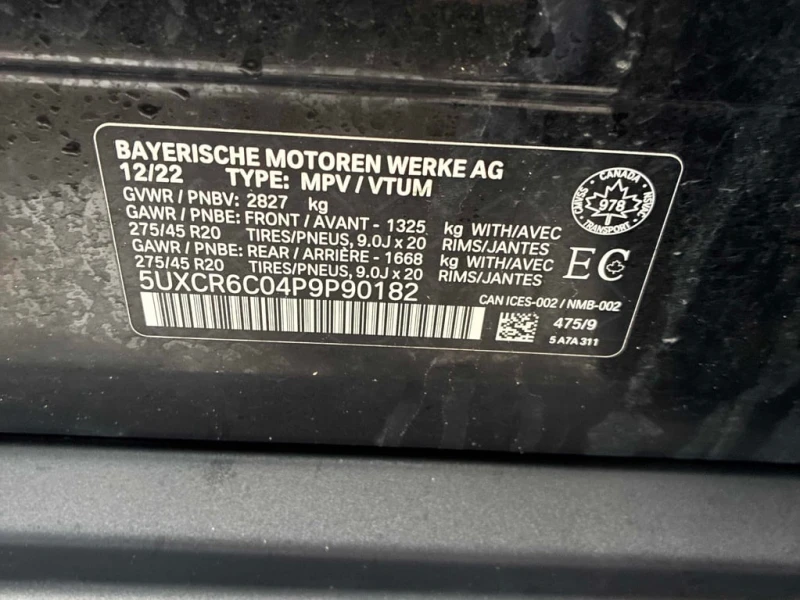 BAYERISCHE MOTOREN WERKE AG
12/22 TYPE: MPV / VTUM
GVWR / PNBV: 2827 kg
GAWR / PNBE: FRONT / AVANT - 1325 kg WITH/AVEC
275/45 R20 TIRES/PNEUS, 9.0J x 20 RIMS/JANTES
GAWR / PNBE: REAR / ARRIÈRE - 1668 kg WITH/AVEC
275/45 R20 TIRES/PNEUS, 9.0J x 20 RIMS/JANTES
5UXCR6C04P9P90182
CANADA
CMVSS
978
NSVAC
TRANSPORT
EC
CAN ICES-002 / NMB-002
475/9
5 A7A 311